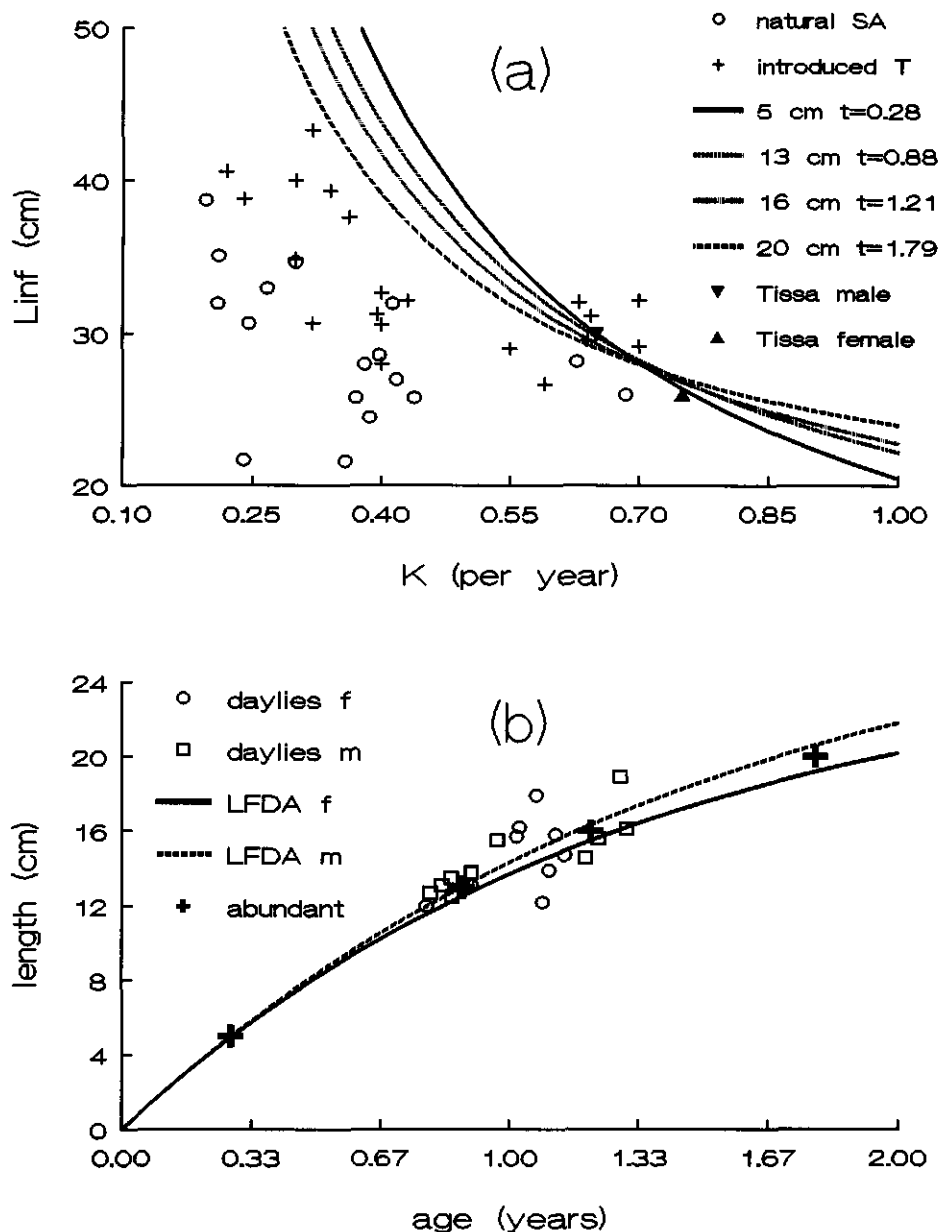 (a)
natural SA
introduced T
5 cm t=0.28
13 cm t=0.88
16 cm t=1.21
20 cm t=1.79
Tissa male
Tissa female
50
40
30
20
Linf (cm)
0.10 0.25 0.40 0.55 0.70 0.85 1.00
K (per year)
(b)
daylies f
daylies m
LFDA f
LFDA m
abundant
24
20
16
12
8
4
0
length (cm)
0.00 0.33 0.67 1.00 1.33 1.67 2.00
age (years)